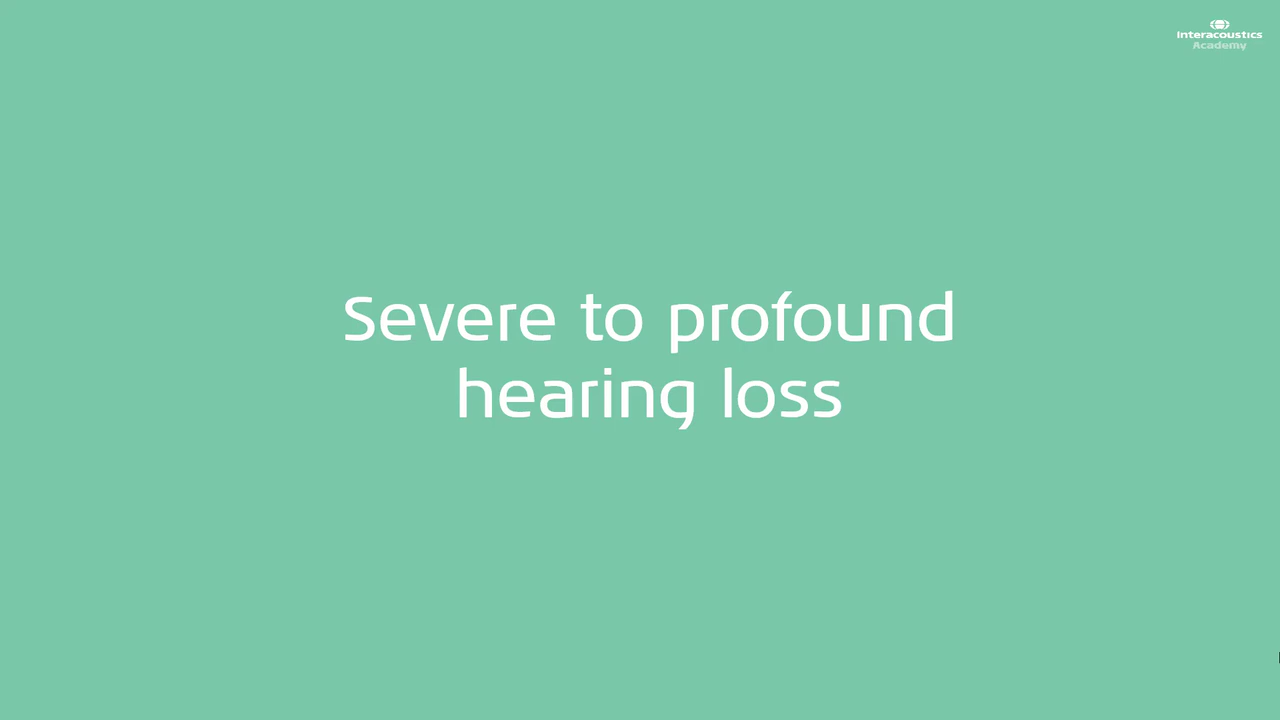 Interacoustics
Academy
Severe to profound
hearing loss